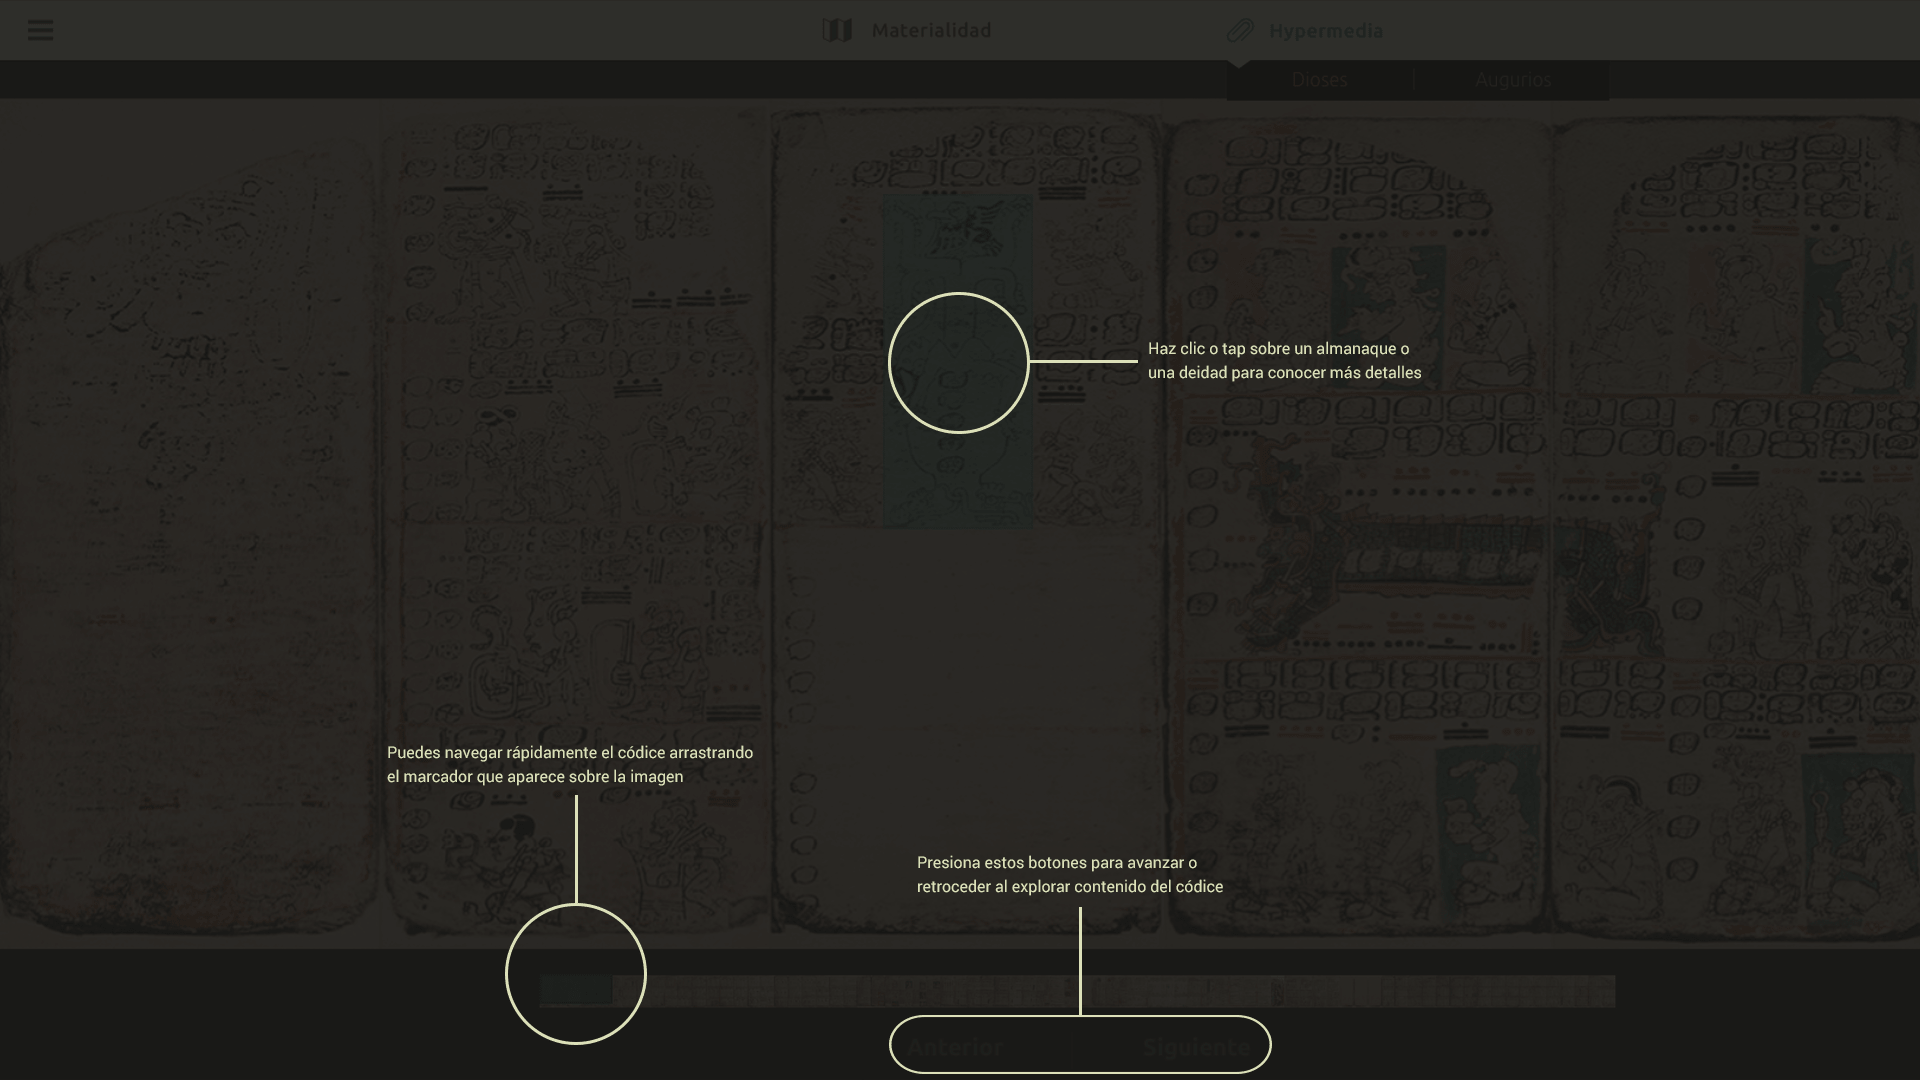 Materialidad
Hypermedia
Dioses
Augurios
Haz clic o tap sobre un almanaque o
una deidad para conocer más detalles
Puedes navegar rápidamente el códice arrastrando
el marcador que aparece sobre la imagen
Presiona estos botones para avanzar o
retroceder al explorar contenido del códice
Anterior
Siguiente